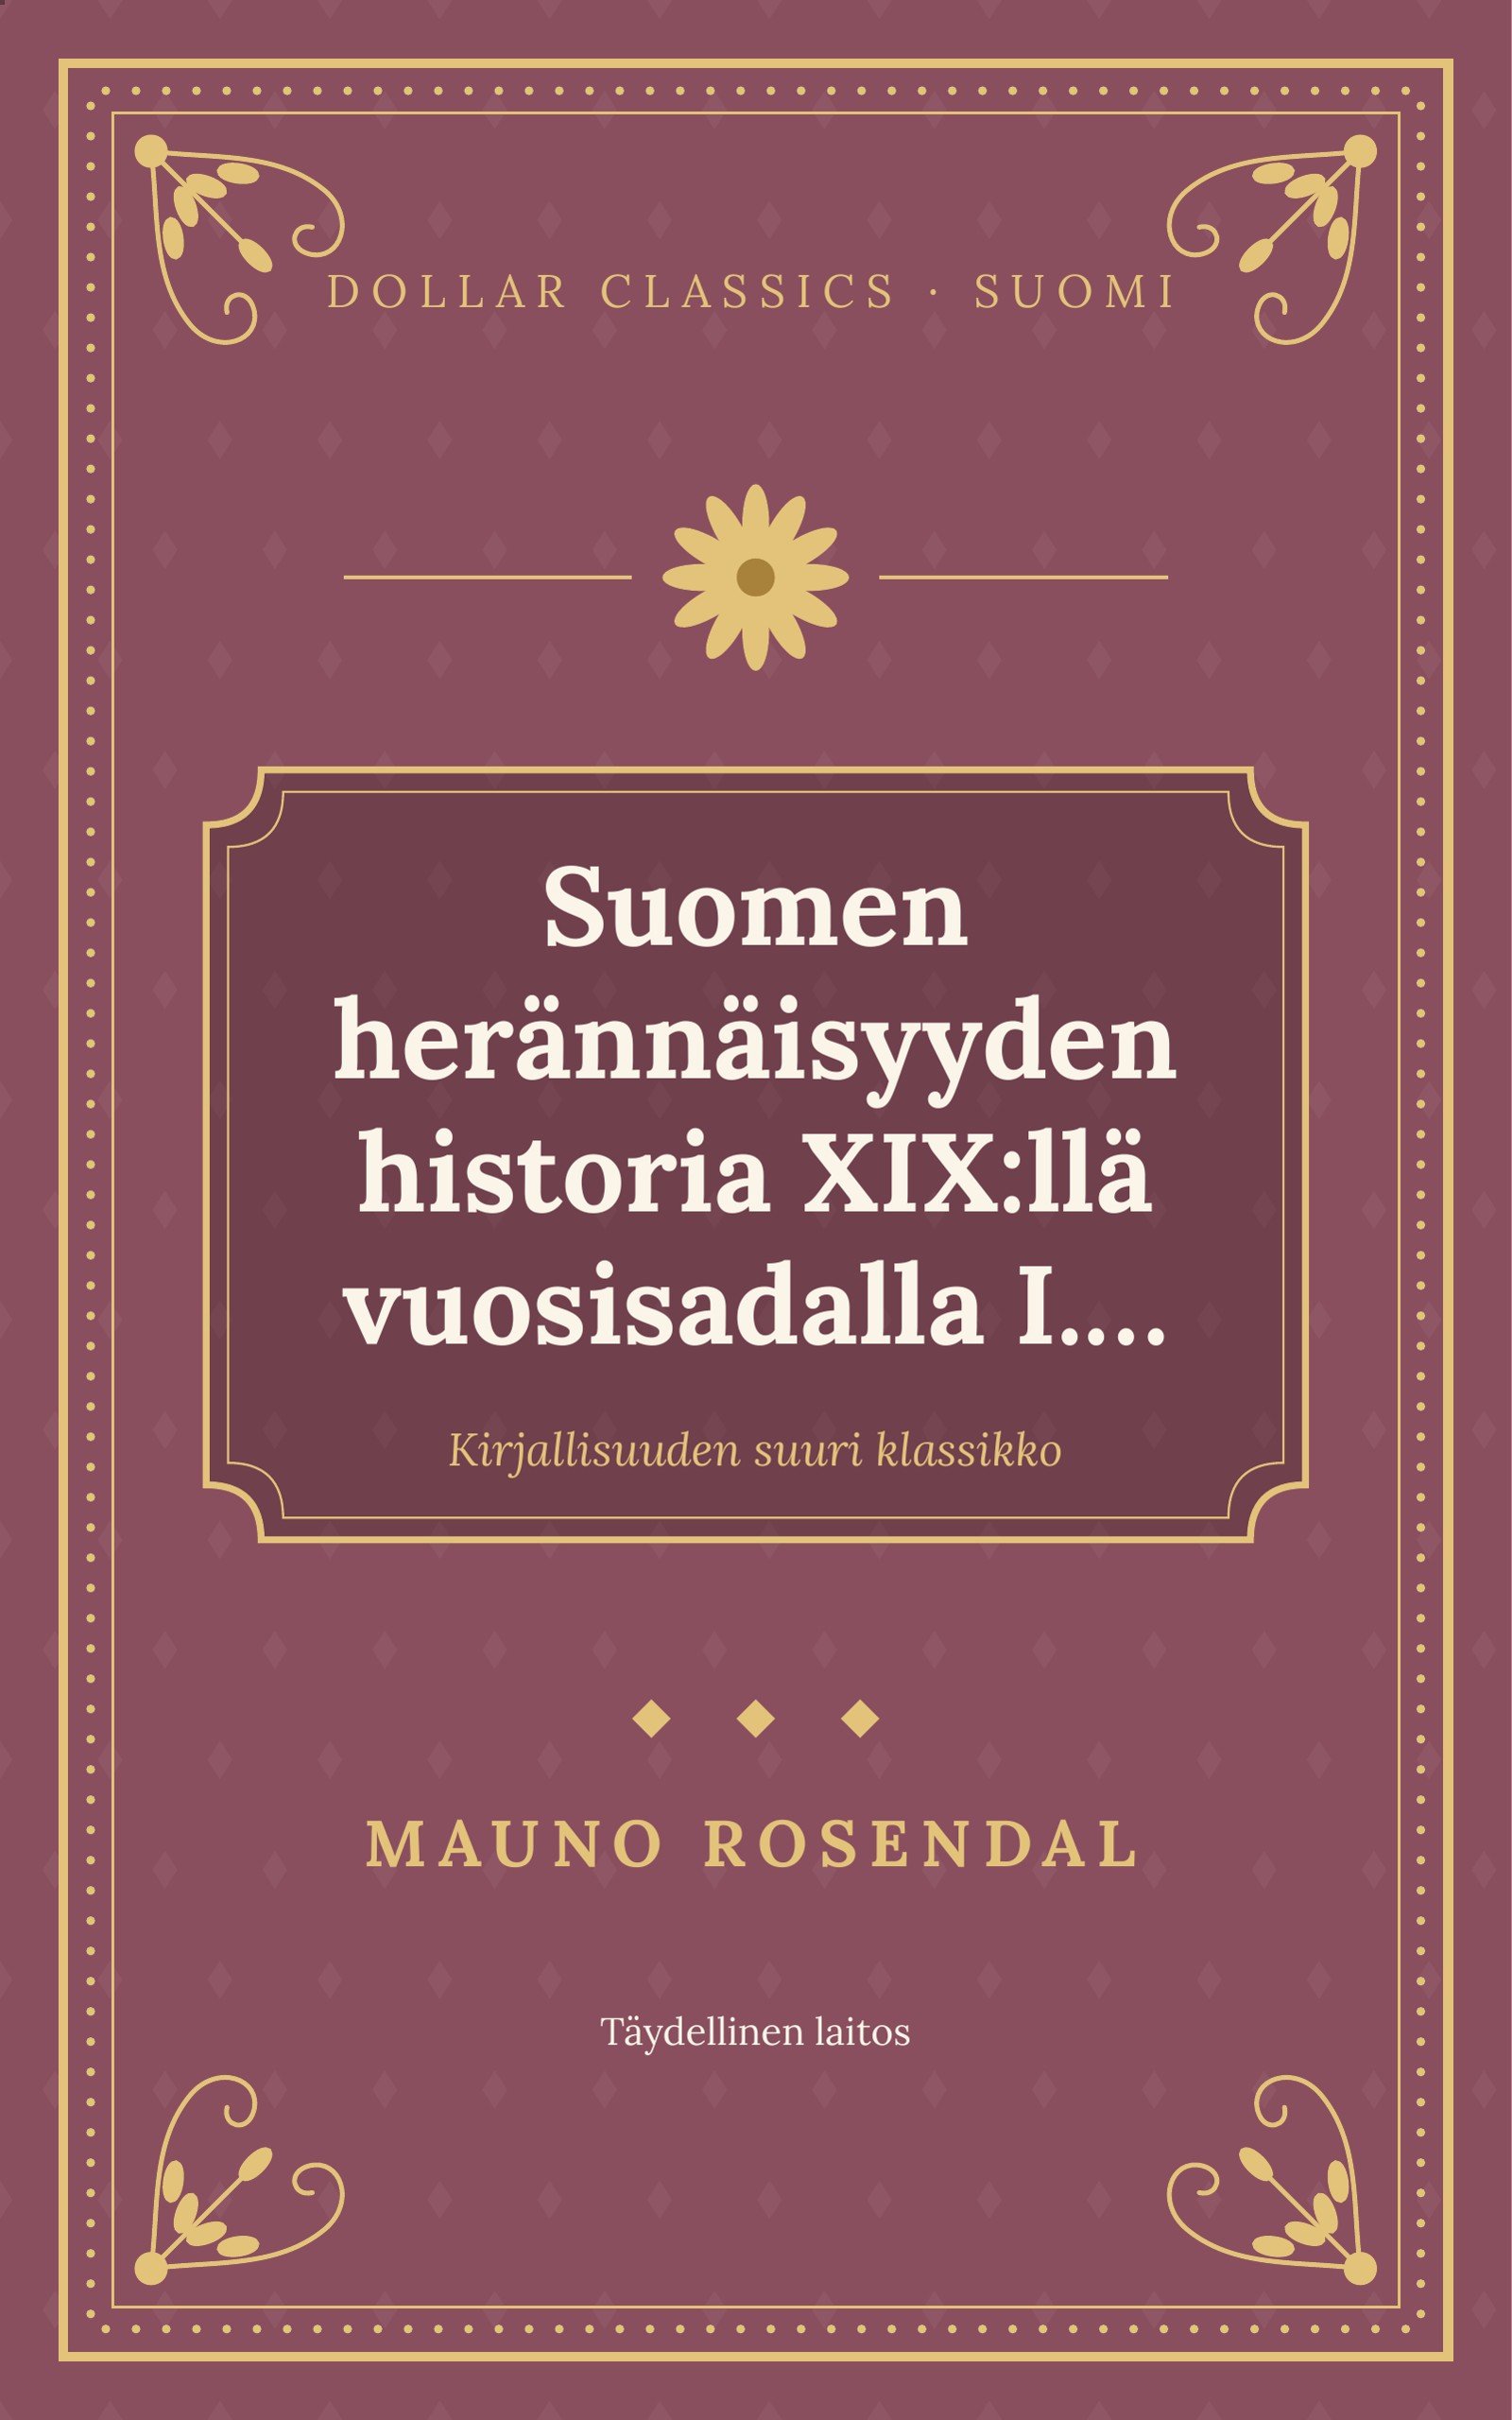 DOLLAR CLASSICS · SUOMI
Suomen
herännäisyyden
historia XIX:llä
vuosisadalla I....
Kirjallisuuden suuri klassikko
MAUNO ROSENDAL
Täydellinen laitos